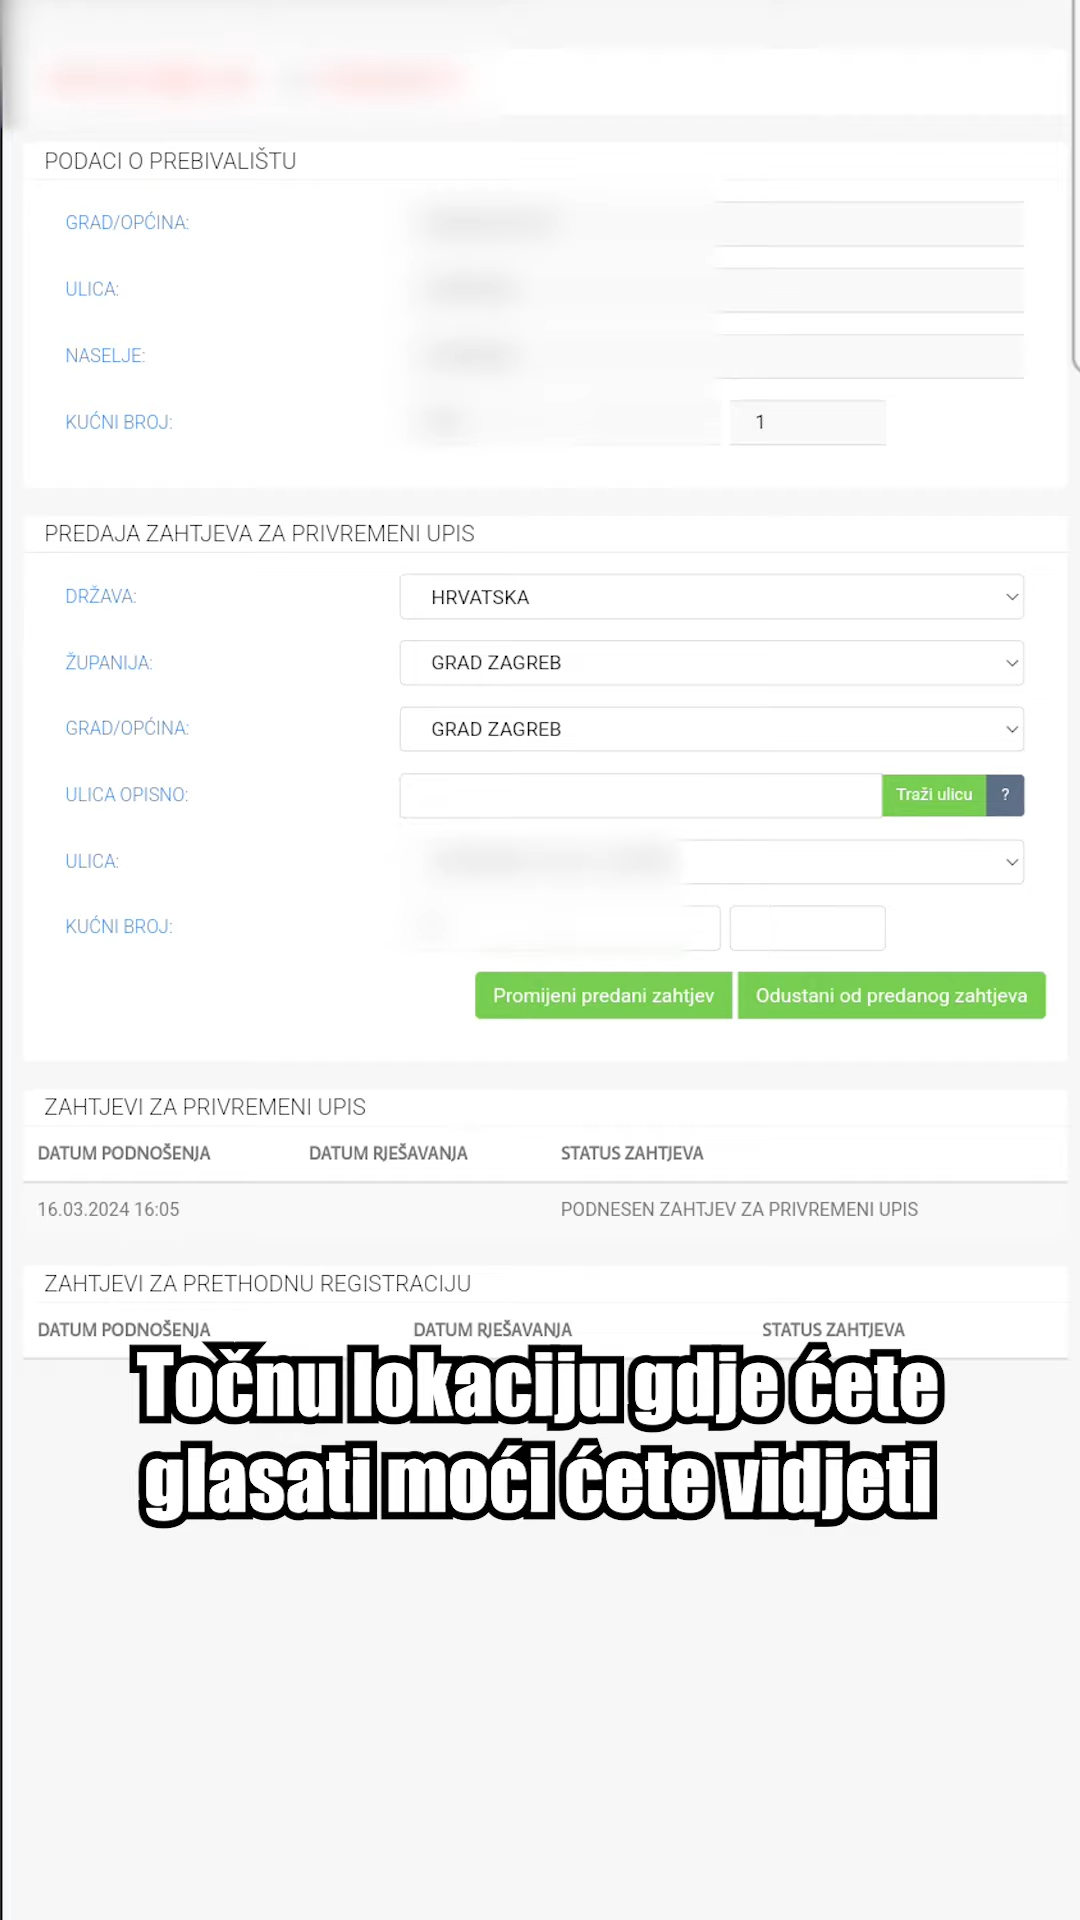 PODACI O PREBIVALIŠTU
GRAD/OPĆINA:
ULICA:
NASELJE:
KUĆNI BROJ: 1
PREDAJA ZAHTJEVA ZA PRIVREMENI UPIS
DRŽAVA: HRVATSKA
ŽUPANIJA: GRAD ZAGREB
GRAD/OPĆINA: GRAD ZAGREB
ULICA OPISNO: Traži ulicu ?
ULICA:
KUĆNI BROJ:
Promijeni predani zahtjev Odustani od predanog zahtjeva
ZAHTJEVI ZA PRIVREMENI UPIS
DATUM PODNOŠENJA DATUM RJEŠAVANJA STATUS ZAHTJEVA
16.03.2024 16:05 PODNESEN ZAHTJEV ZA PRIVREMENI UPIS
ZAHTJEVI ZA PRETHODNU REGISTRACIJU
DATUM PODNOŠENJA DATUM RJEŠAVANJA STATUS ZAHTJEVA
Točnu lokaciju gdje ćete
glasati moći ćete vidjeti